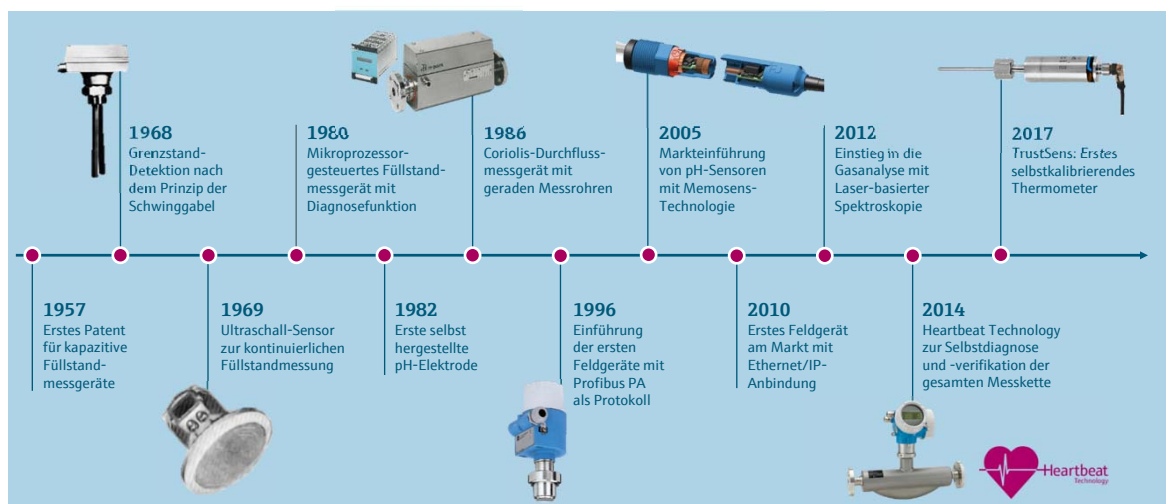 1968
Grenzstand-
Detektion nach
dem Prinzip der
Schwinggabel
1980
Mikroprozessor-
gesteuertes Füllstand-
messgerät mit
Diagnosefunktion
1986
Coriolis-Durchfluss-
messgerät mit
geraden Messrohren
2005
Markteinführung
von pH-Sensoren
mit Memosens-
Technologie
2012
Einstieg in die
Gasanalyse mit
Laser-basierter
Spektroskopie
2017
TrustSens: Erstes
selbstkalibrierendes
Thermometer
1957
Erstes Patent
für kapazitive
Füllstand-
messgeräte
1969
Ultraschall-Sensor
zur kontinuierlichen
Füllstandmessung
1982
Erste selbst
hergestellte
pH-Elektrode
1996
Einführung
der ersten
Feldgeräte mit
Profibus PA
als Protokoll
2010
Erstes Feldgerät
am Markt mit
Ethernet/IP-
Anbindung
2014
Heartbeat Technology
zur Selbstdiagnose
und -verifikation der
gesamten Messkette
Heartbeat
Technology